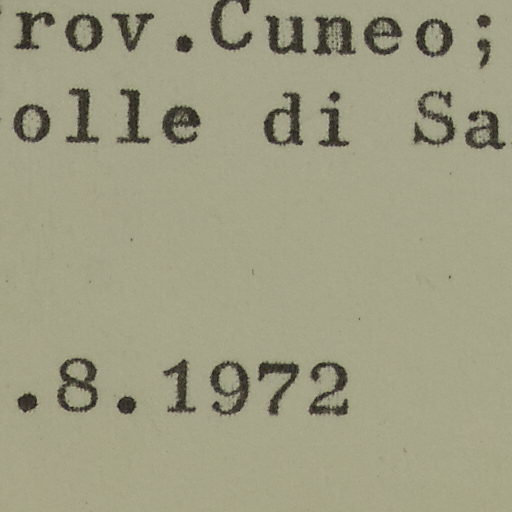 rov.Cuneo;
olle di Sa
.8.1972